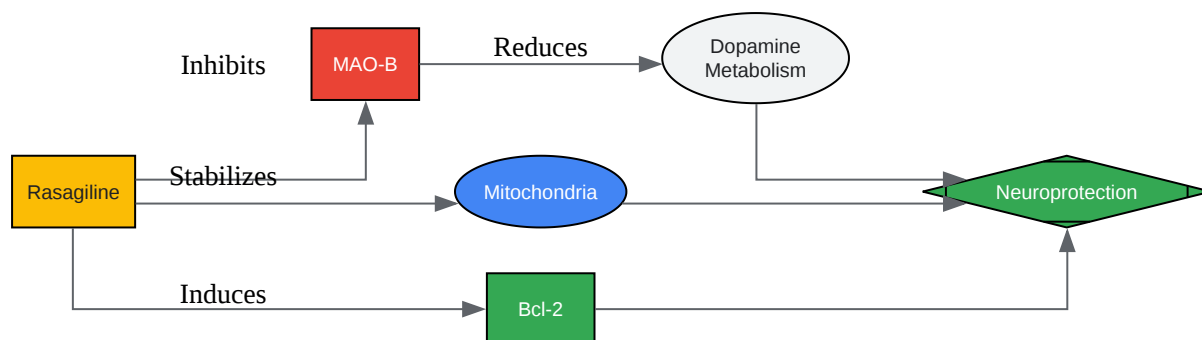 Inhibits
MAO-B
Reduces
Dopamine
Metabolism
Rasagiline
Stabilizes
Mitochondria
Neuroprotection
Induces
Bcl-2